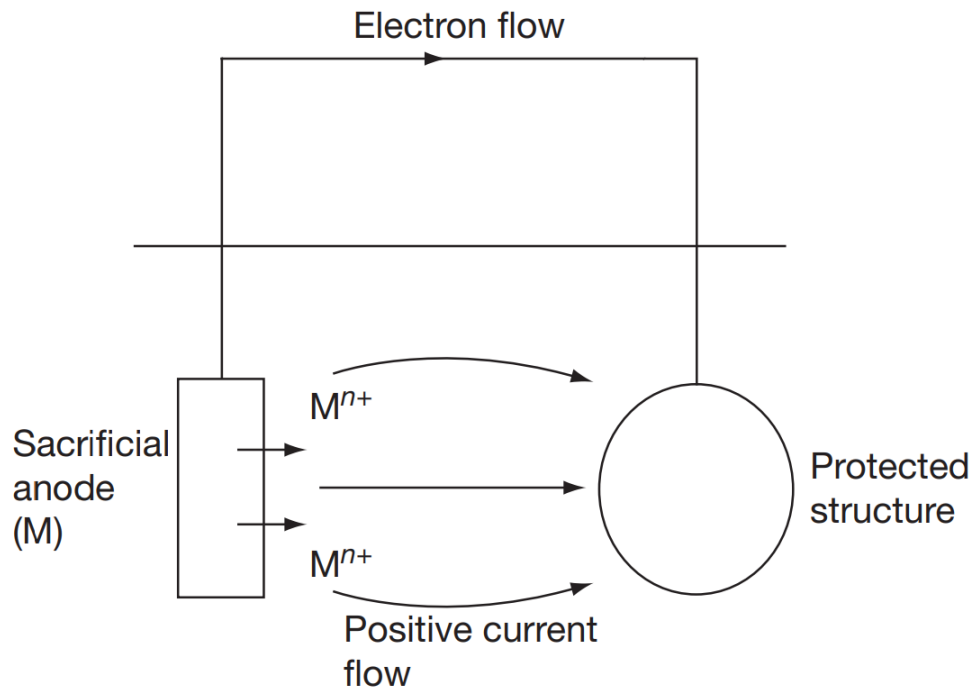 Electron flow
Mⁿ⁺
Sacrificial
anode
(M)
Protected
structure
Mⁿ⁺
Positive current
flow